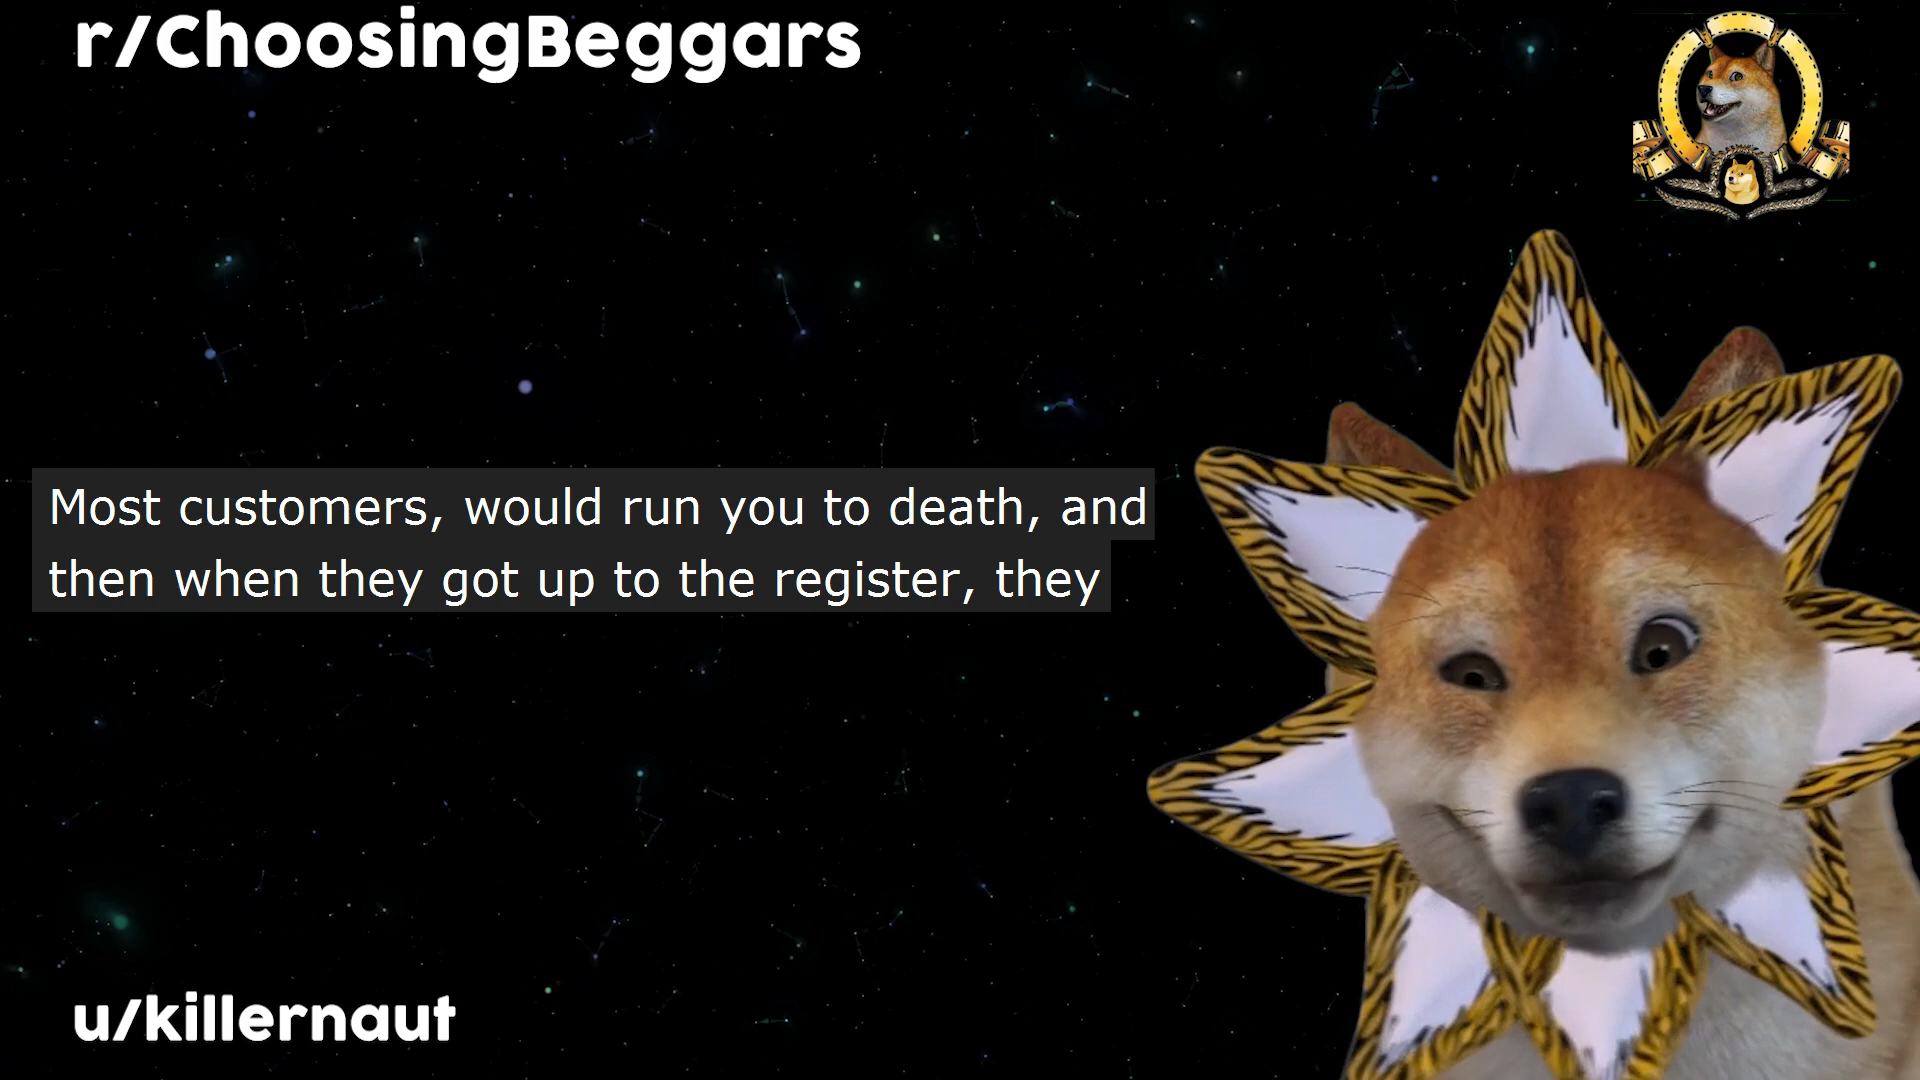 r/ChoosingBeggars
Most customers, would run you to death, and
then when they got up to the register, they
u/killernaut